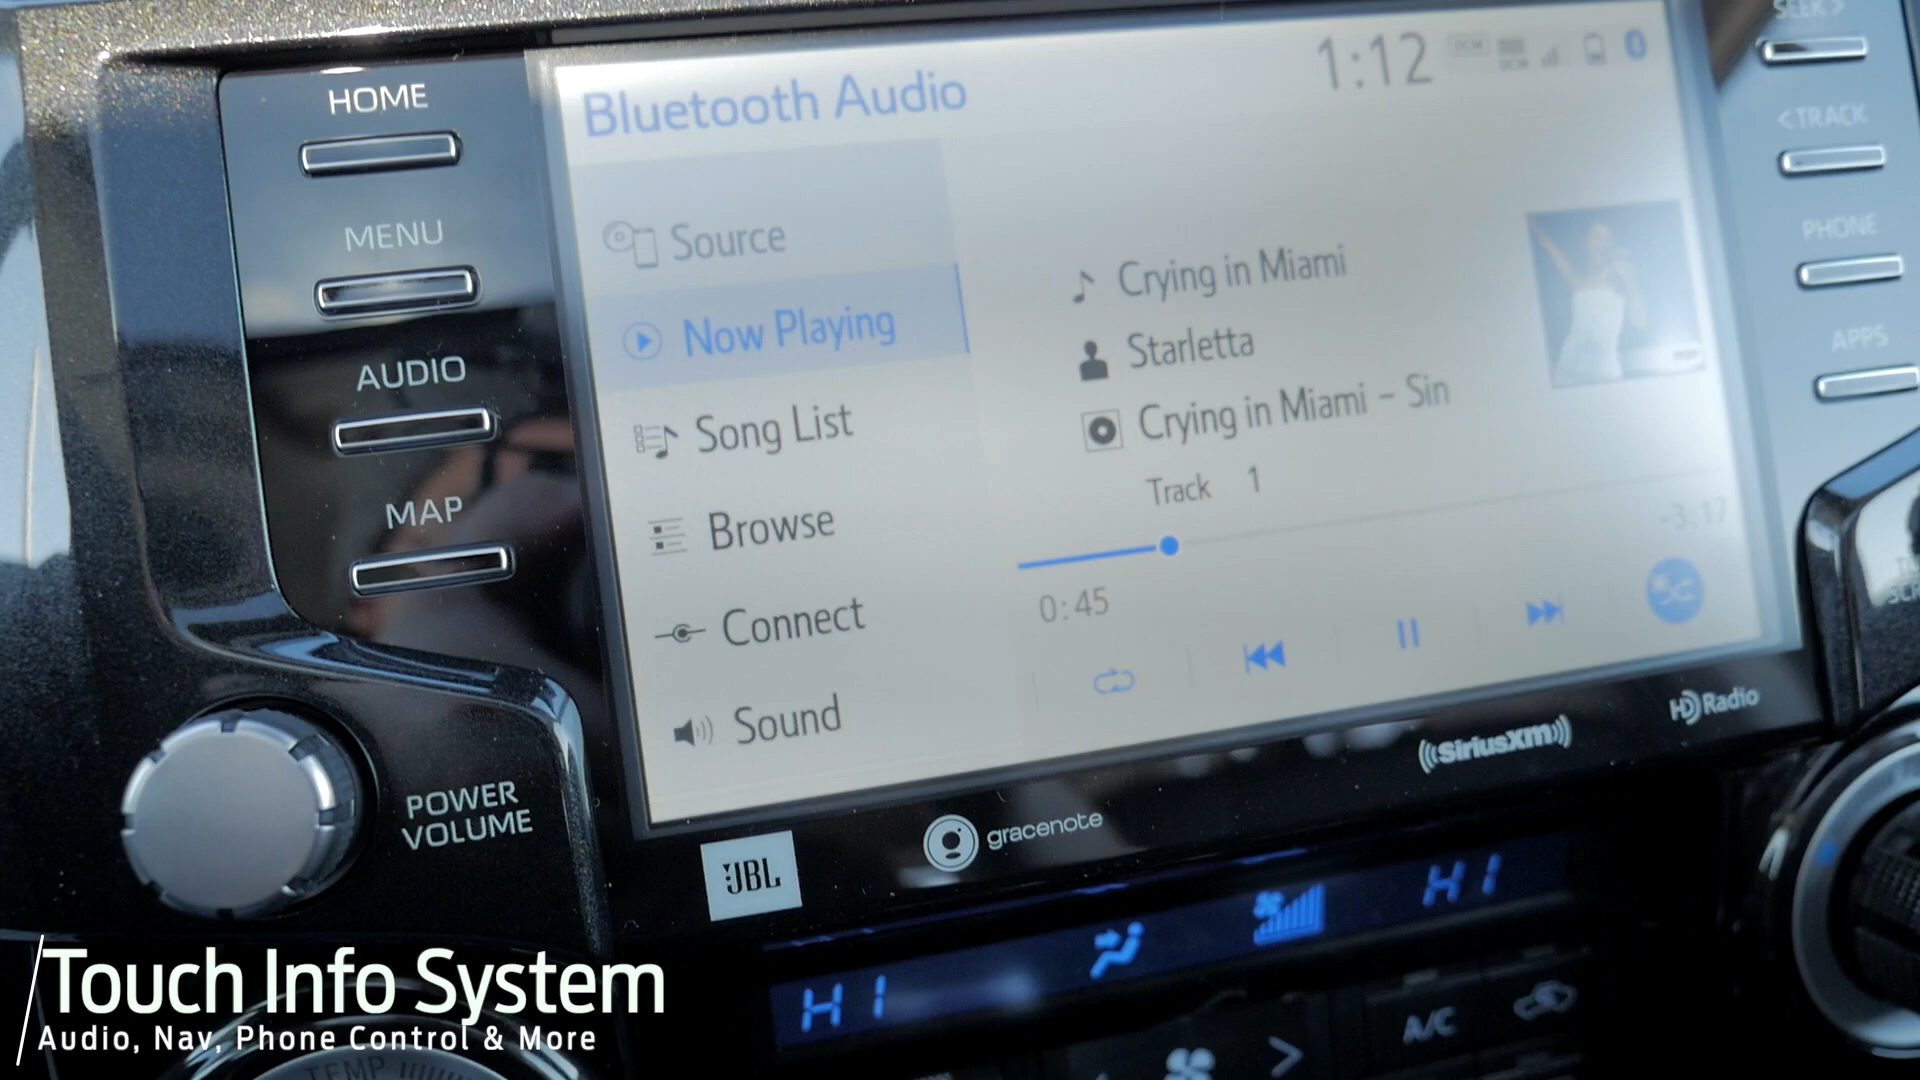 HOME
MENU
AUDIO
MAP
POWER
VOLUME
Bluetooth Audio
1:12
DCM
Source
Now Playing
Song List
Browse
Connect
Sound
Crying in Miami
Starletta
Crying in Miami - Sin
Track 1
0:45
-3:17
SEEK >
< TRACK
PHONE
APPS
JBL
gracenote
SiriusXM
HD Radio
HI
HI
A/C
TEMP
Touch Info System
Audio, Nav, Phone Control & More